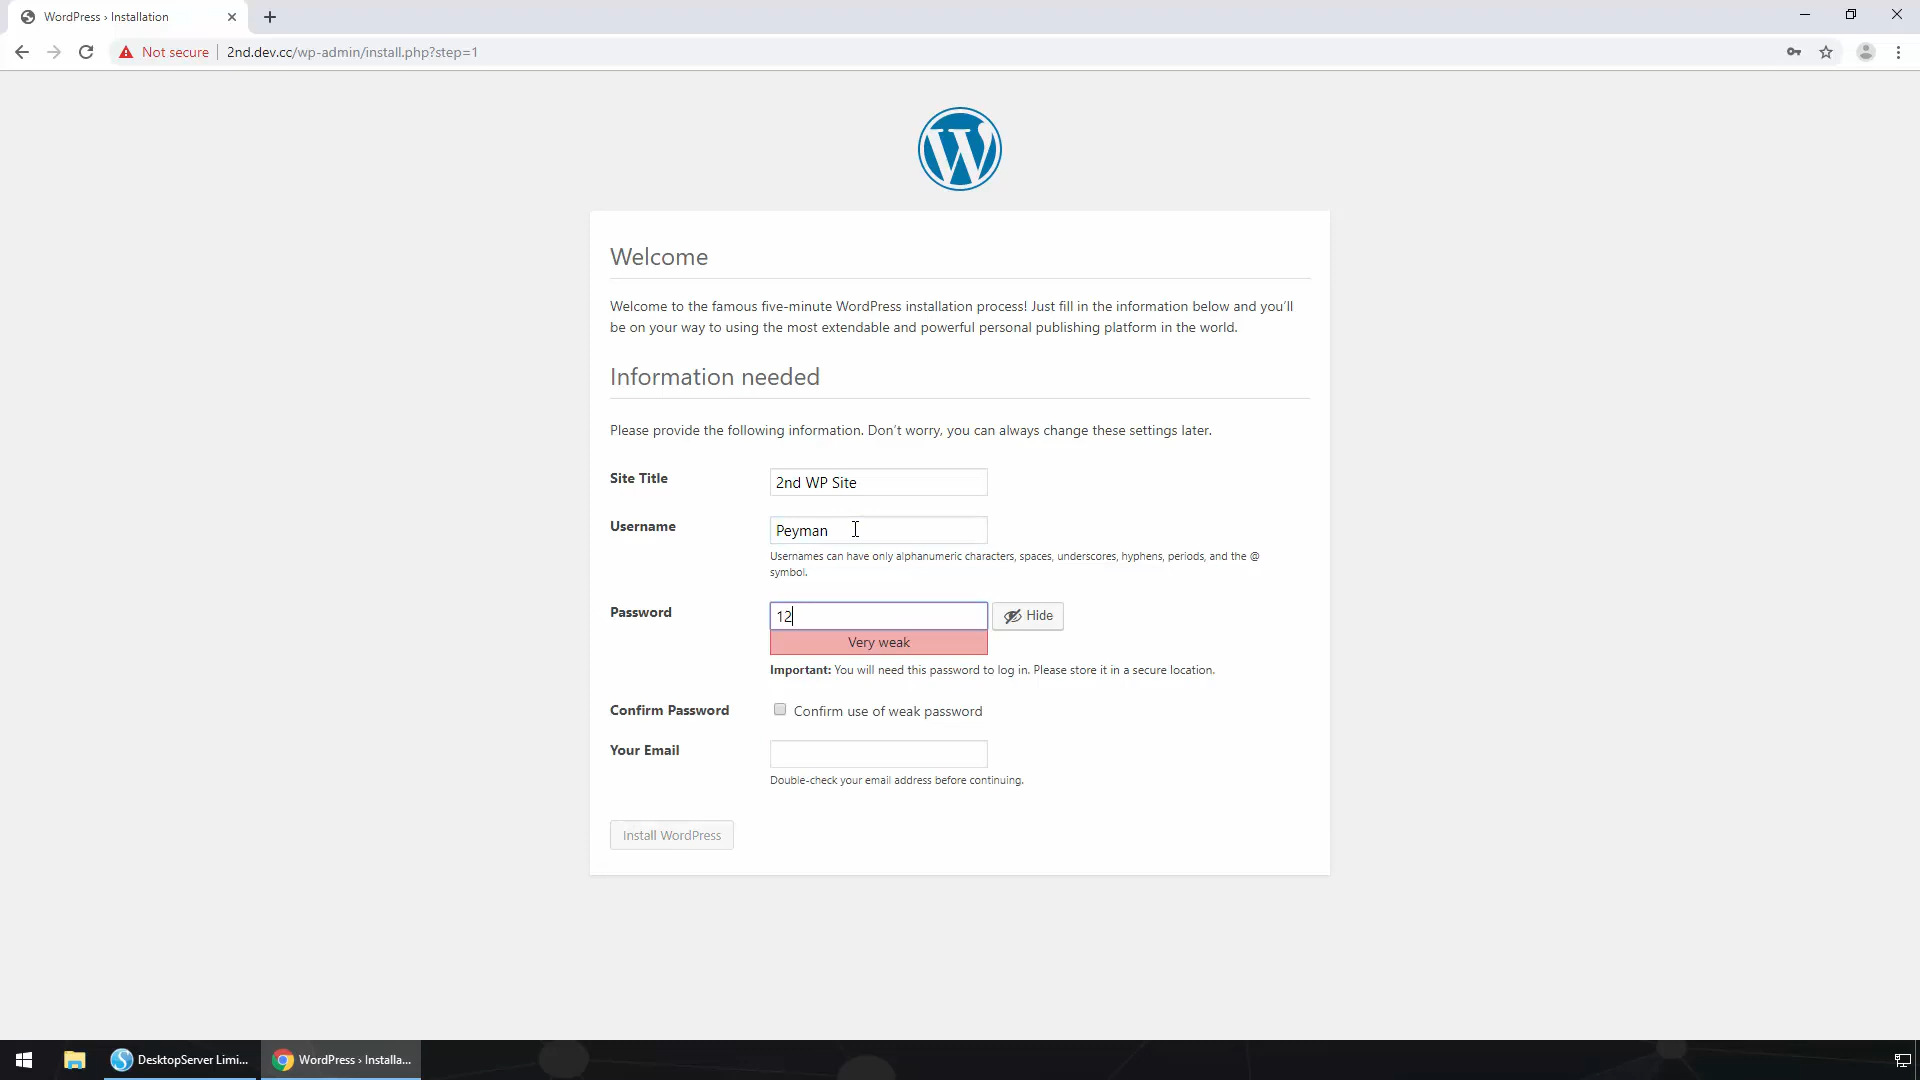 WordPress › Installation
Not secure
2nd.dev.cc/wp-admin/install.php?step=1
Welcome
Welcome to the famous five-minute WordPress installation process! Just fill in the information below and you’ll
be on your way to using the most extendable and powerful personal publishing platform in the world.
Information needed
Please provide the following information. Don’t worry, you can always change these settings later.
Site Title
2nd WP Site
Username
Peyman
Usernames can have only alphanumeric characters, spaces, underscores, hyphens, periods, and the @
symbol.
Password
12
Hide
Very weak
Important: You will need this password to log in. Please store it in a secure location.
Confirm Password
Confirm use of weak password
Your Email
Double-check your email address before continuing.
Install WordPress
DesktopServer Limi...
WordPress › Installa...